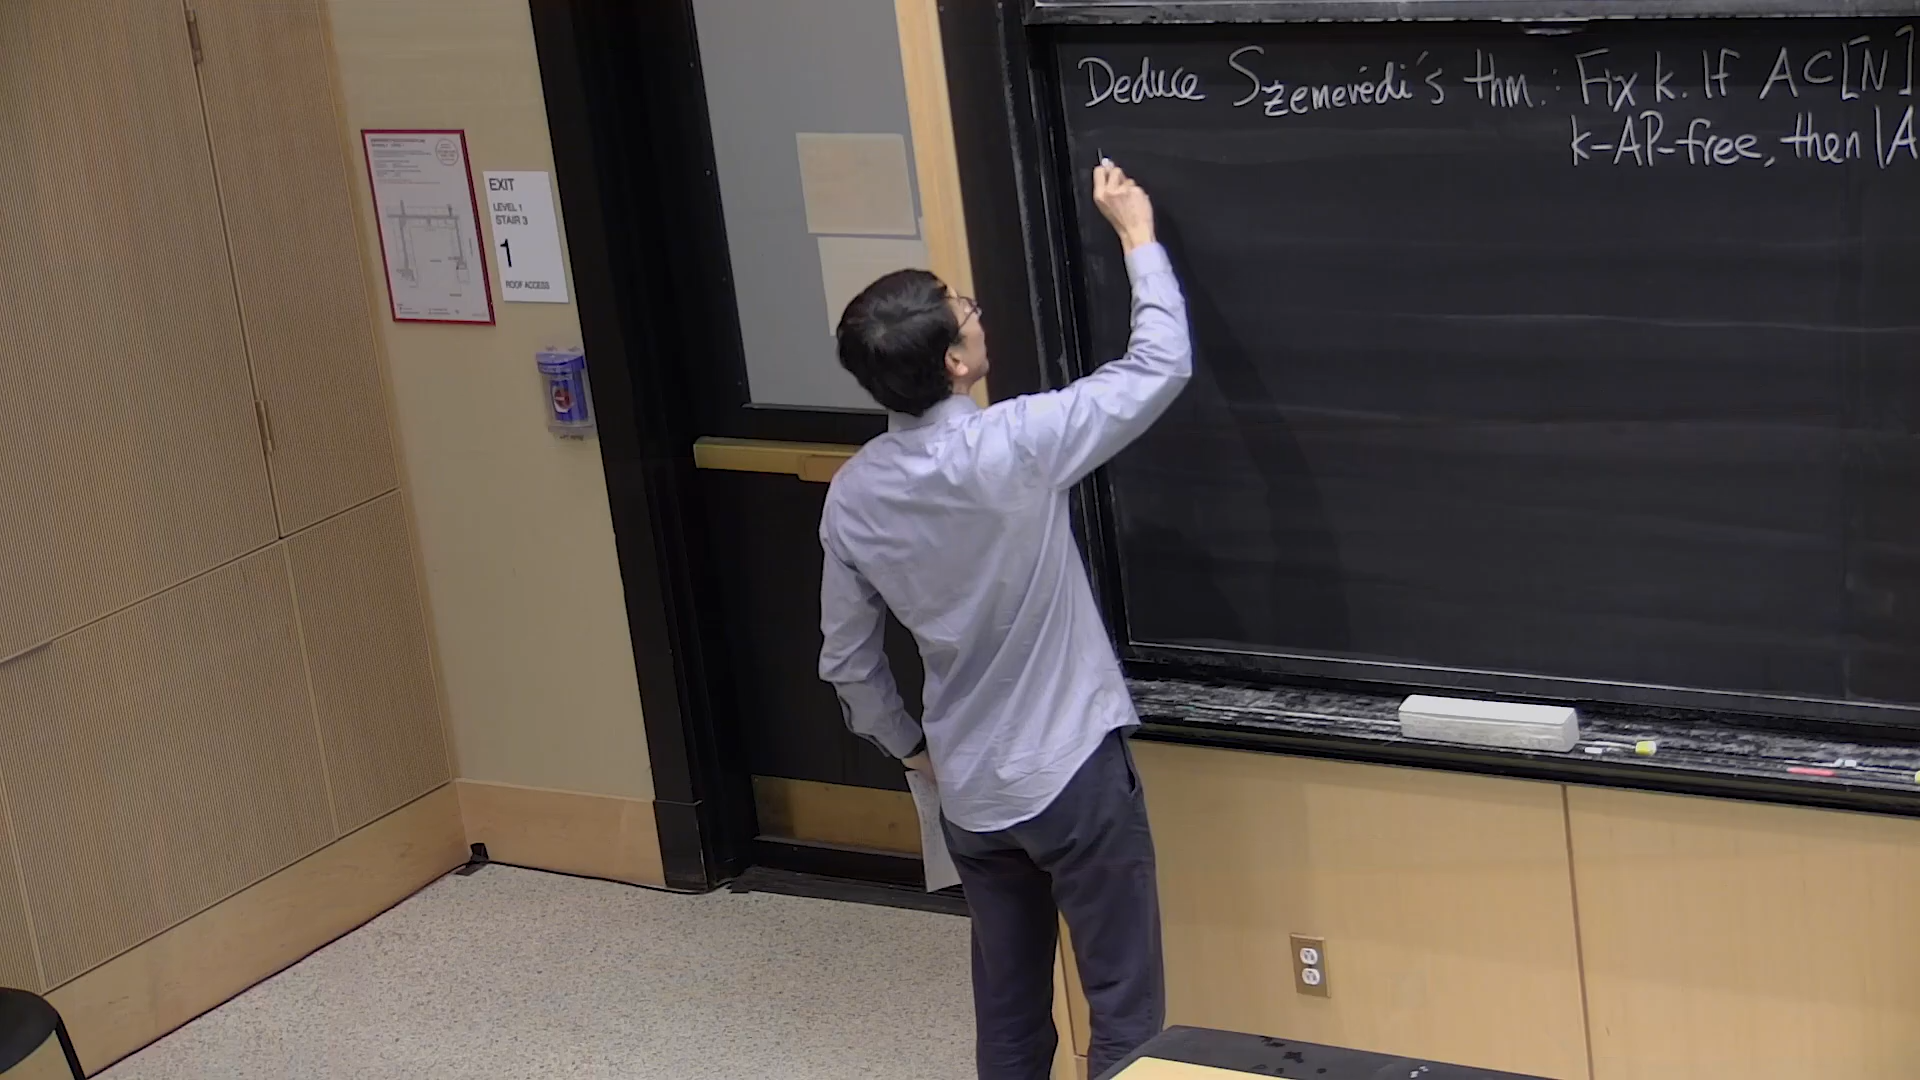 Deduce Szemerédi's thm.: Fix k. If A⊂[N]
k-AP-free, then |A
EXIT
LEVEL 1
STAIR 3
1
ROOF ACCESS